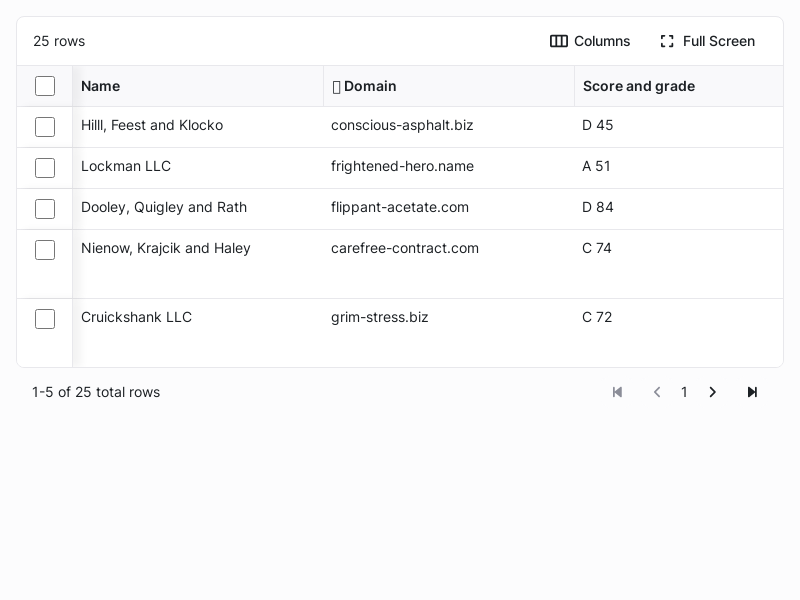 25 rows
Columns
Full Screen
Name
Domain
Score and grade
Hilll, Feest and Klocko
conscious-asphalt.biz
D 45
Lockman LLC
frightened-hero.name
A 51
Dooley, Quigley and Rath
flippant-acetate.com
D 84
Nienow, Krajcik and Haley
carefree-contract.com
C 74
Cruickshank LLC
grim-stress.biz
C 72
1-5 of 25 total rows
1